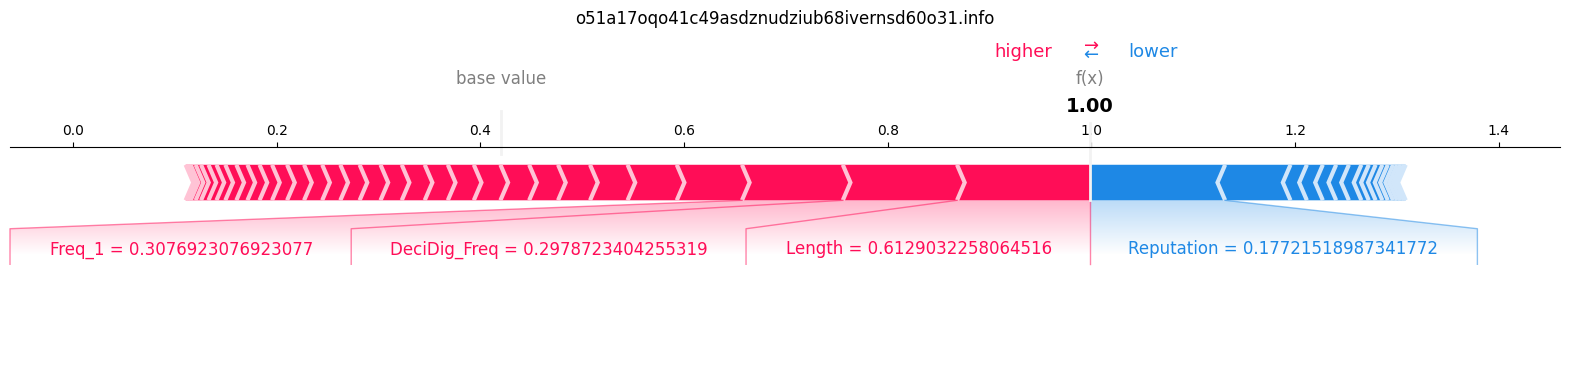 o51a17oqo41c49asdznudziub68ivernsd60o31.info
higher ⇄ lower
base value f(x)
1.00
0.0 0.2 0.4 0.6 0.8 1.0 1.2 1.4
Freq_1 = 0.3076923076923077 DeciDig_Freq = 0.2978723404255319 Length = 0.6129032258064516 Reputation = 0.17721518987341772